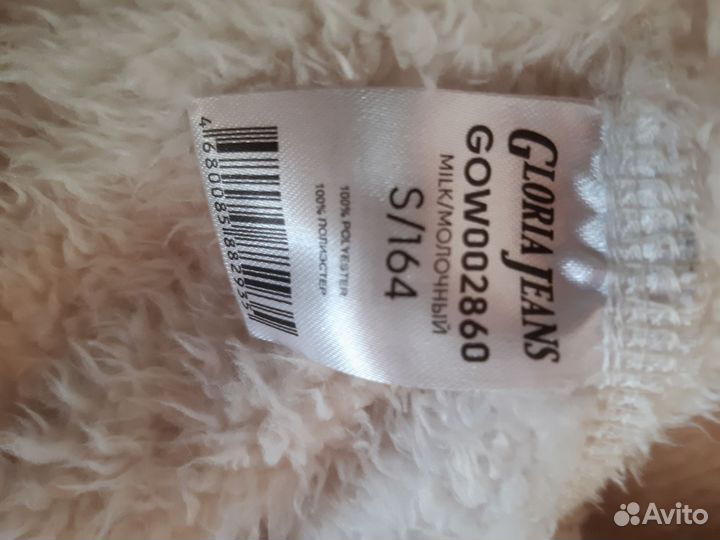 GLORIA JEANS
GOW002860
MILK/МОЛОЧНЫЙ
S/164
100% POLYESTER
100% ПОЛИЭСТЕР
Avito